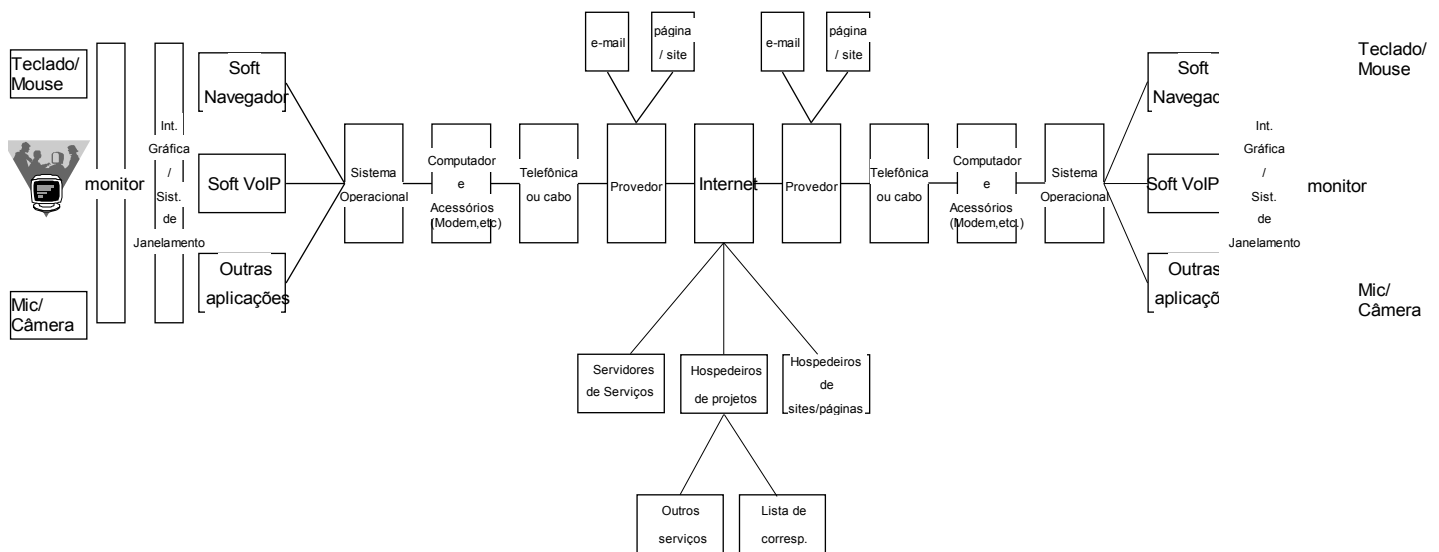 e-mail
página
/ site
e-mail
página
/ site
Teclado/
Mouse
monitor
Int.
Gráfica
/
Sist.
de
Janelamento
Mic/
Câmera
Soft
Navegador
Soft VoIP
Outras
aplicações
Sistema
Operacional
Computador
e
Acessórios
(Modem,etc)
Telefônica
ou cabo
Provedor
Internet
Provedor
Telefônica
ou cabo
Computador
e
Acessórios
(Modem,etc.)
Sistema
Operacional
Soft
Navegad
Soft VoIP
Outras
aplicaçõ
Int.
Gráfica
/
Sist.
de
Janelamento
monitor
Teclado/
Mouse
Mic/
Câmera
Servidores
de Serviços
Hospedeiros
de projetos
Hospedeiros
de
sites/páginas
Outros
serviços
Lista de
corresp.